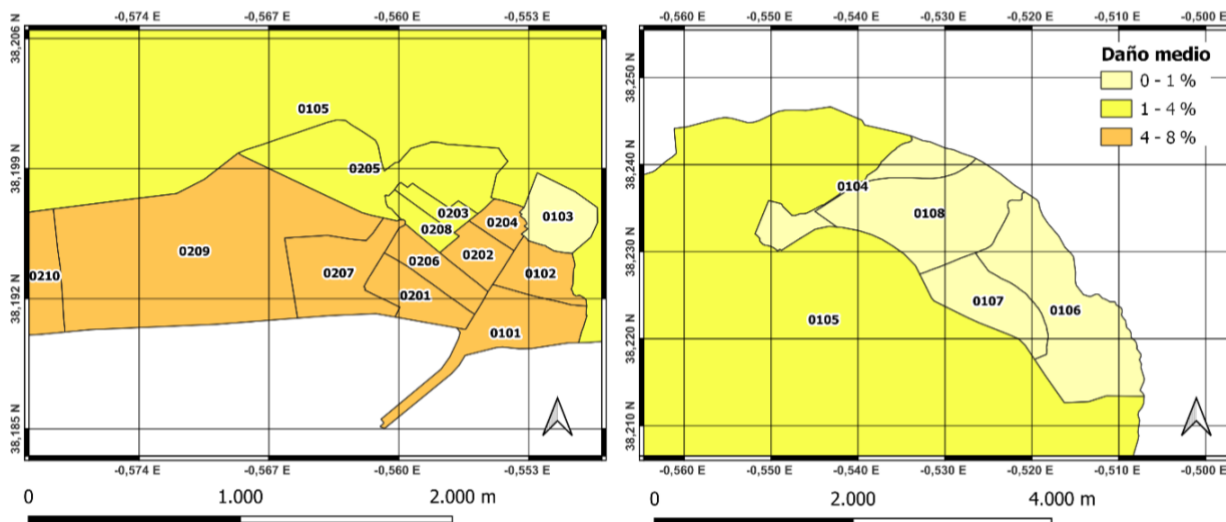 -0,574 E
-0,567 E
-0,560 E
-0,553 E
38,206 N
38,199 N
38,192 N
38,185 N
0105
0205
0203
0208
0204
0103
0209
0210
0207
0206
0202
0102
0201
0101
-0,574 E
-0,567 E
-0,560 E
-0,553 E
0
1.000
2.000 m
-0,560 E
-0,550 E
-0,540 E
-0,530 E
-0,520 E
-0,510 E
-0,500 E
38,250 N
38,240 N
38,230 N
38,220 N
38,210 N
Daño medio
0 - 1 %
1 - 4 %
4 - 8 %
0104
0108
0107
0106
0105
-0,560 E
-0,550 E
-0,540 E
-0,530 E
-0,520 E
-0,510 E
-0,500 E
0
2.000
4.000 m